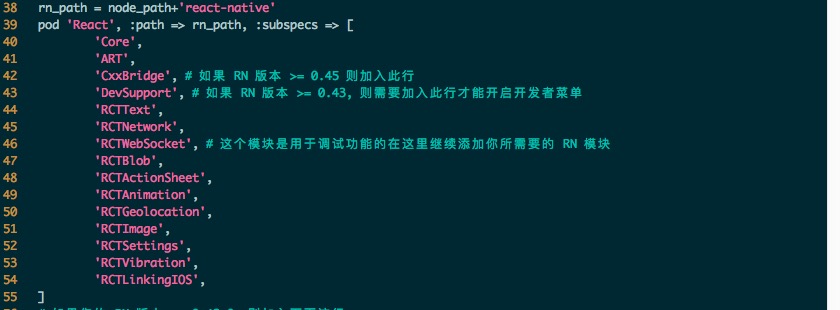 38 rn_path = node_path+'react-native'
39 pod 'React', :path => rn_path, :subspecs => [
40 'Core',
41 'ART',
42 'CxxBridge', # 如果 RN 版本 >= 0.45 则加入此行
43 'DevSupport', # 如果 RN 版本 >= 0.43, 则需要加入此行才能开启开发者菜单
44 'RCTText',
45 'RCTNetwork',
46 'RCTWebSocket', # 这个模块是用于调试功能的在这里继续添加你所需要的 RN 模块
47 'RCTBlob',
48 'RCTActionSheet',
49 'RCTAnimation',
50 'RCTGeolocation',
51 'RCTImage',
52 'RCTSettings',
53 'RCTVibration',
54 'RCTLinkingIOS',
55 ]